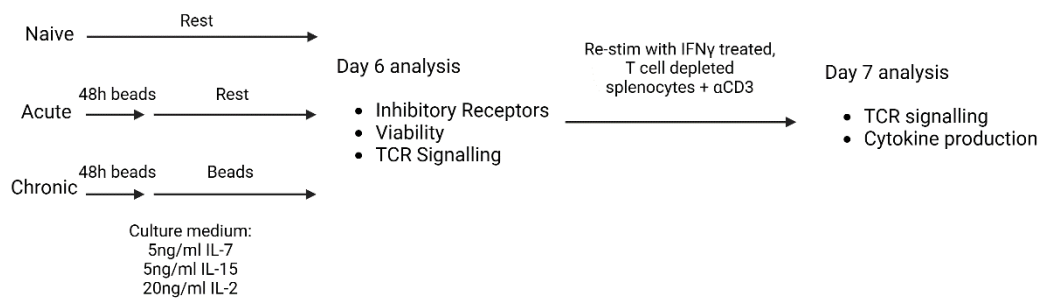 Naive
Rest
Acute
48h beads
Rest
Chronic
48h beads
Beads
Culture medium:
5ng/ml IL-7
5ng/ml IL-15
20ng/ml IL-2
Day 6 analysis
• Inhibitory Receptors
• Viability
• TCR Signalling
Re-stim with IFNγ treated,
T cell depleted
splenocytes + αCD3
Day 7 analysis
• TCR signalling
• Cytokine production